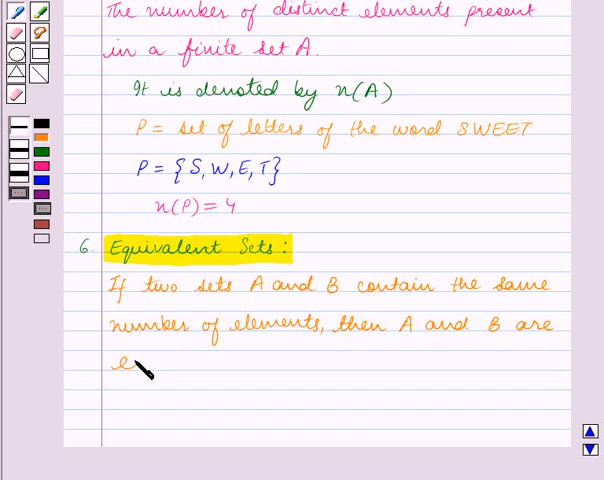 The number of distinct elements present
in a finite set A.
It is denoted by n(A)
P = set of letters of the word SWEET
P = {S, W, E, T}
n(P) = 4
6. Equivalent Sets:
If two sets A and B contain the same
number of elements, then A and B are
e